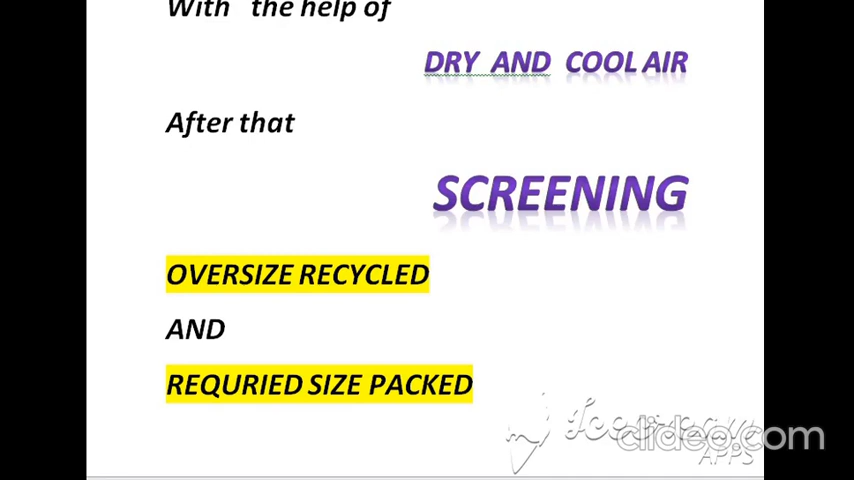 With the help of
DRY AND COOL AIR
After that
SCREENING
OVERSIZE RECYCLED
AND
REQURIED SIZE PACKED
clideo.com
APPS